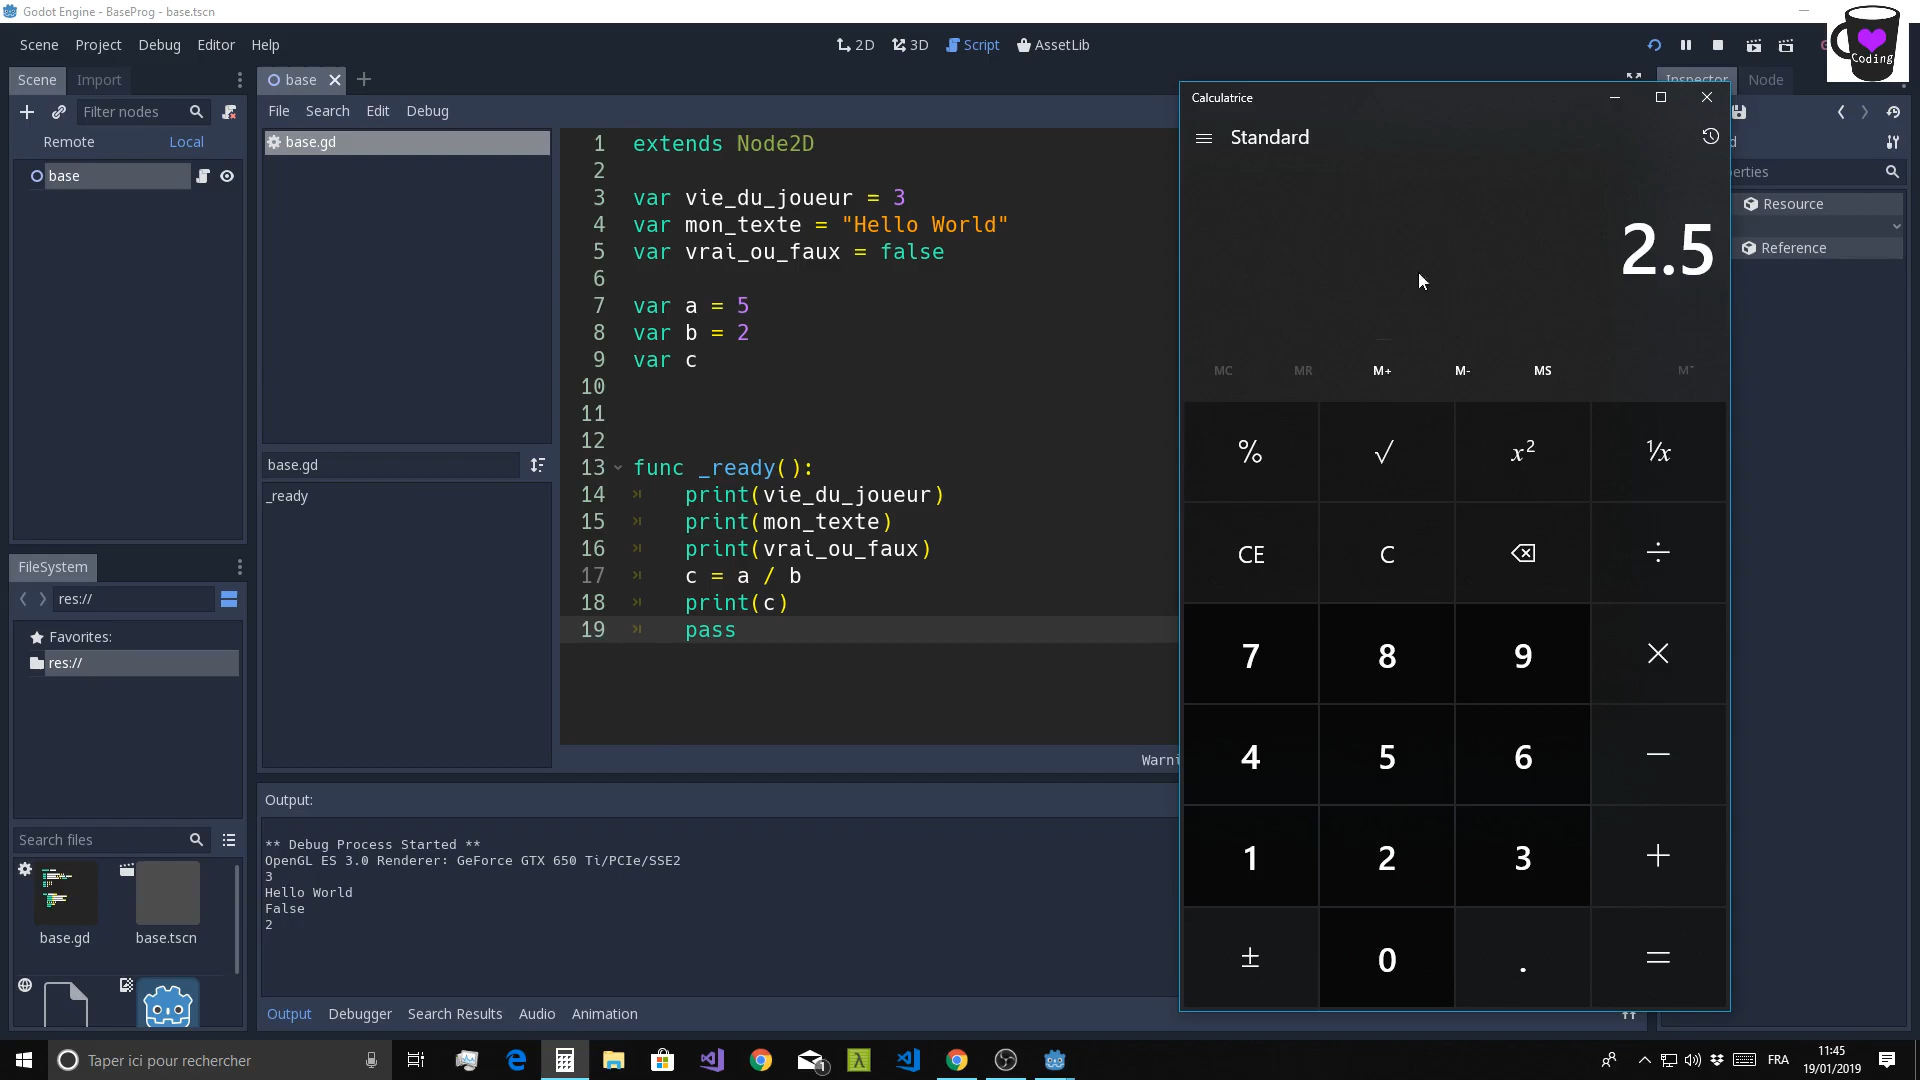 Godot Engine - BaseProg - base.tscn
Scene Project Debug Editor Help
2D 3D Script AssetLib
Coding
Scene Import
base
Inspector Node
Filter nodes
File Search Edit Debug
Remote Local
base
base.gd
base.gd
_ready
1 extends Node2D
2
3 var vie_du_joueur = 3
4 var mon_texte = "Hello World"
5 var vrai_ou_faux = false
6
7 var a = 5
8 var b = 2
9 var c
10
11
12
13 func _ready():
14 print(vie_du_joueur)
15 print(mon_texte)
16 print(vrai_ou_faux)
17 c = a / b
18 print(c)
19 pass
Calculatrice
Standard
2.5
MC MR M+ M- MS M
% √ x² ⅟x
CE C ÷
7 8 9 ×
4 5 6 −
1 2 3 +
± 0 . =
Resource
Reference
FileSystem
res://
Favorites:
res://
Search files
base.gd base.tscn
Output:
** Debug Process Started **
OpenGL ES 3.0 Renderer: GeForce GTX 650 Ti/PCIe/SSE2
3
Hello World
False
2
Output Debugger Search Results Audio Animation
Taper ici pour rechercher
1
FRA
11:45
19/01/2019